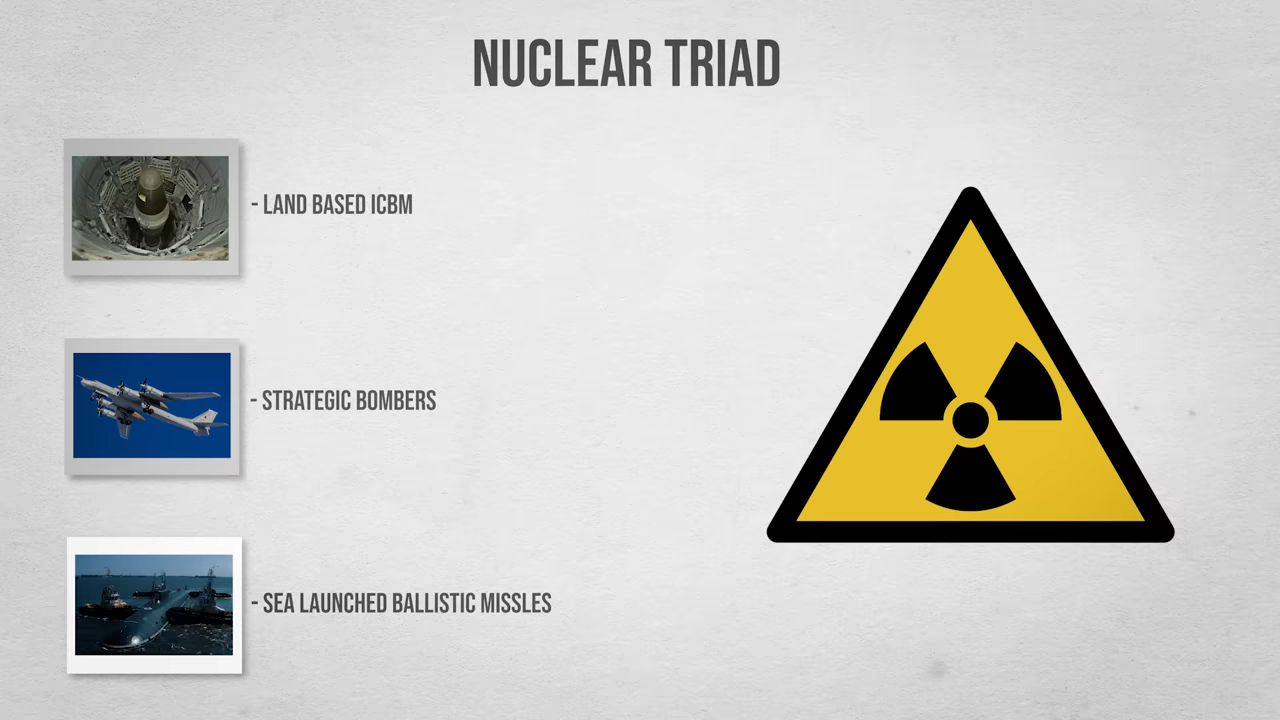 NUCLEAR TRIAD
- LAND BASED ICBM
- STRATEGIC BOMBERS
- SEA LAUNCHED BALLISTIC MISSLES